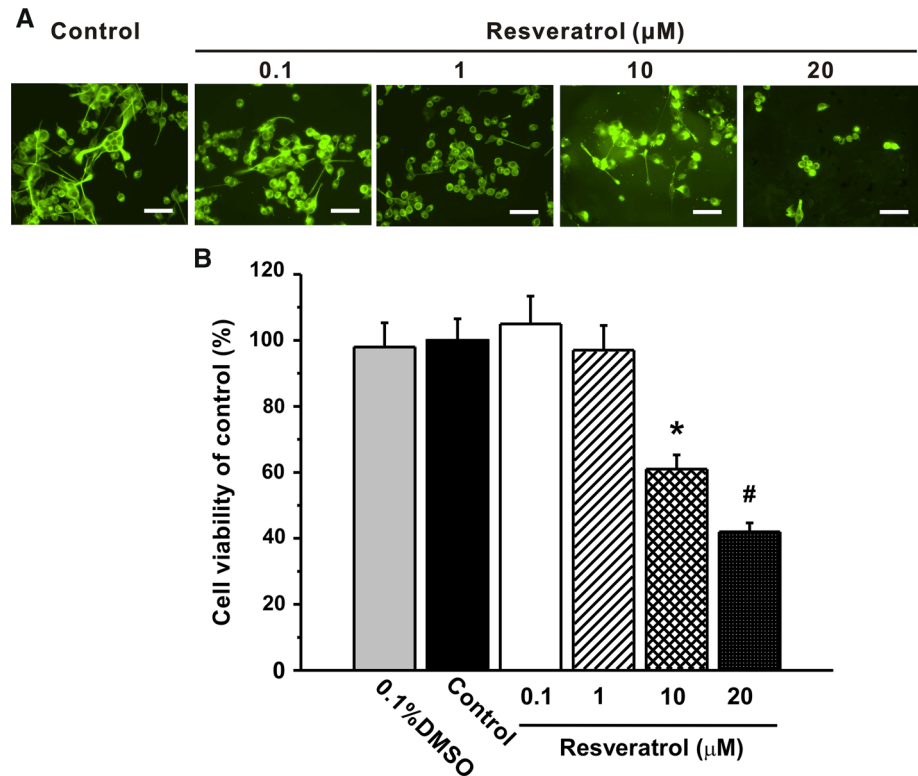 A
Control
Resveratrol (µM)
0.1 1 10 20
B
Cell viability of control (%)
120
100
80
60
40
20
0
*
#
0.1%DMSO
Control
0.1 1 10 20
Resveratrol (µM)